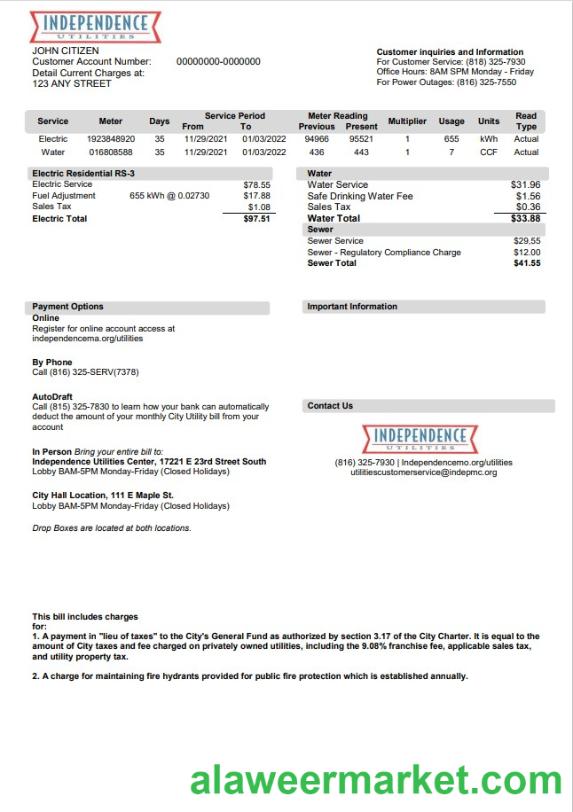 INDEPENDENCE
UTILITIES
JOHN CITIZEN
Customer Account Number: 00000000-0000000
Detail Current Charges at:
123 ANY STREET
Customer inquiries and Information
For Customer Service: (818) 325-7930
Office Hours: 8AM SPM Monday - Friday
For Power Outages: (816) 325-7550
Service Meter Days Service Period From To Meter Reading Previous Present Multiplier Usage Units Read Type
Electric 1923848920 35 11/29/2021 01/03/2022 94966 95521 1 655 kWh Actual
Water 016808588 35 11/29/2021 01/03/2022 436 443 1 7 CCF Actual
Electric Residential RS-3
Electric Service $78.55
Fuel Adjustment 655 kWh @ 0.02730 $17.88
Sales Tax $1.08
Electric Total $97.51
Water
Water Service $31.96
Safe Drinking Water Fee $1.56
Sales Tax $0.36
Water Total $33.88
Sewer
Sewer Service $29.55
Sewer - Regulatory Compliance Charge $12.00
Sewer Total $41.55
Payment Options
Online
Register for online account access at
independencema.org/utilities
By Phone
Call (816) 325-SERV(7378)
AutoDraft
Call (815) 325-7830 to learn how your bank can automatically
deduct the amount of your monthly City Utility bill from your
account
In Person Bring your entire bill to:
Independence Utilities Center, 17221 E 23rd Street South
Lobby BAM-5PM Monday-Friday (Closed Holidays)
City Hall Location, 111 E Maple St.
Lobby BAM-5PM Monday-Friday (Closed Holidays)
Drop Boxes are located at both locations.
Important Information
Contact Us
INDEPENDENCE
UTILITIES
(816) 325-7930 | Independencemo.org/utilities
utilitiescustomerservice@indepmc.org
This bill includes charges
for:
1. A payment in "lieu of taxes" to the City's General Fund as authorized by section 3.17 of the City Charter. It is equal to the
amount of City taxes and fee charged on privately owned utilities, including the 9.08% franchise fee, applicable sales tax,
and utility property tax.
2. A charge for maintaining fire hydrants provided for public fire protection which is established annually.
alaweermarket.com